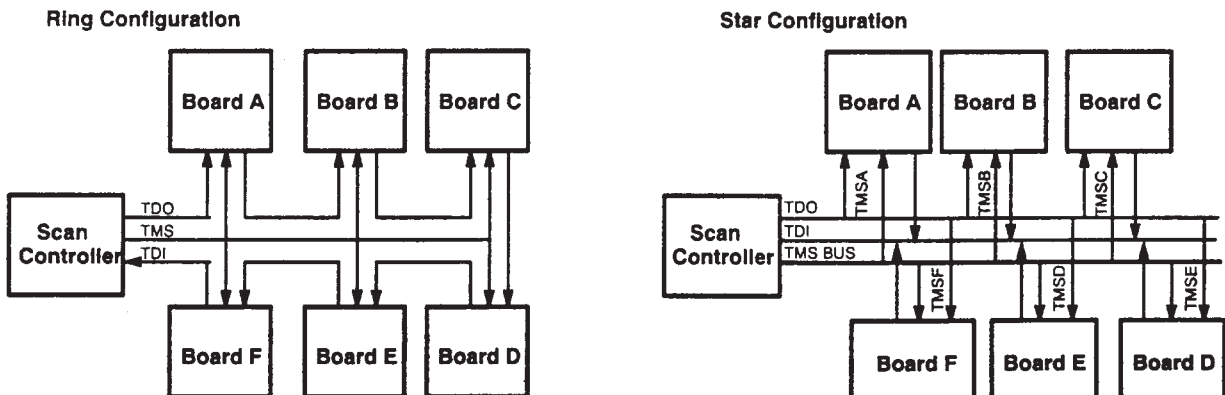 Ring Configuration
Board A
Board B
Board C
Scan
Controller
TDO
TMS
TDI
Board F
Board E
Board D
Star Configuration
Board A
Board B
Board C
TMSA
TMSB
TMSC
Scan
Controller
TDO
TDI
TMS BUS
TMSF
TMSD
TMSE
Board F
Board E
Board D